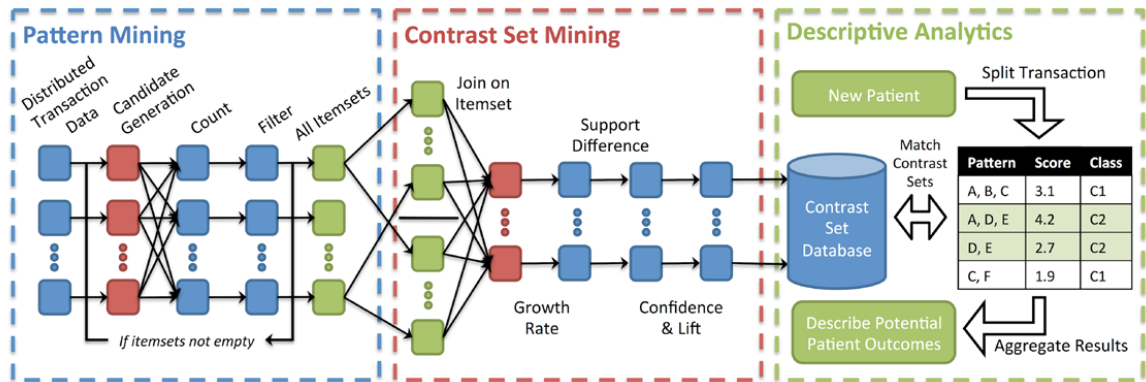 Pattern Mining
Distributed
Transaction
Data
Candidate
Generation
Count
Filter
All Itemsets
If itemsets not empty
Contrast Set Mining
Join on
Itemset
Support
Difference
Growth
Rate
Confidence
& Lift
Descriptive Analytics
New Patient
Split Transaction
Match
Contrast
Sets
Contrast
Set
Database
Pattern Score Class
A, B, C 3.1 C1
A, D, E 4.2 C2
D, E 2.7 C2
C, F 1.9 C1
Describe Potential
Patient Outcomes
Aggregate Results